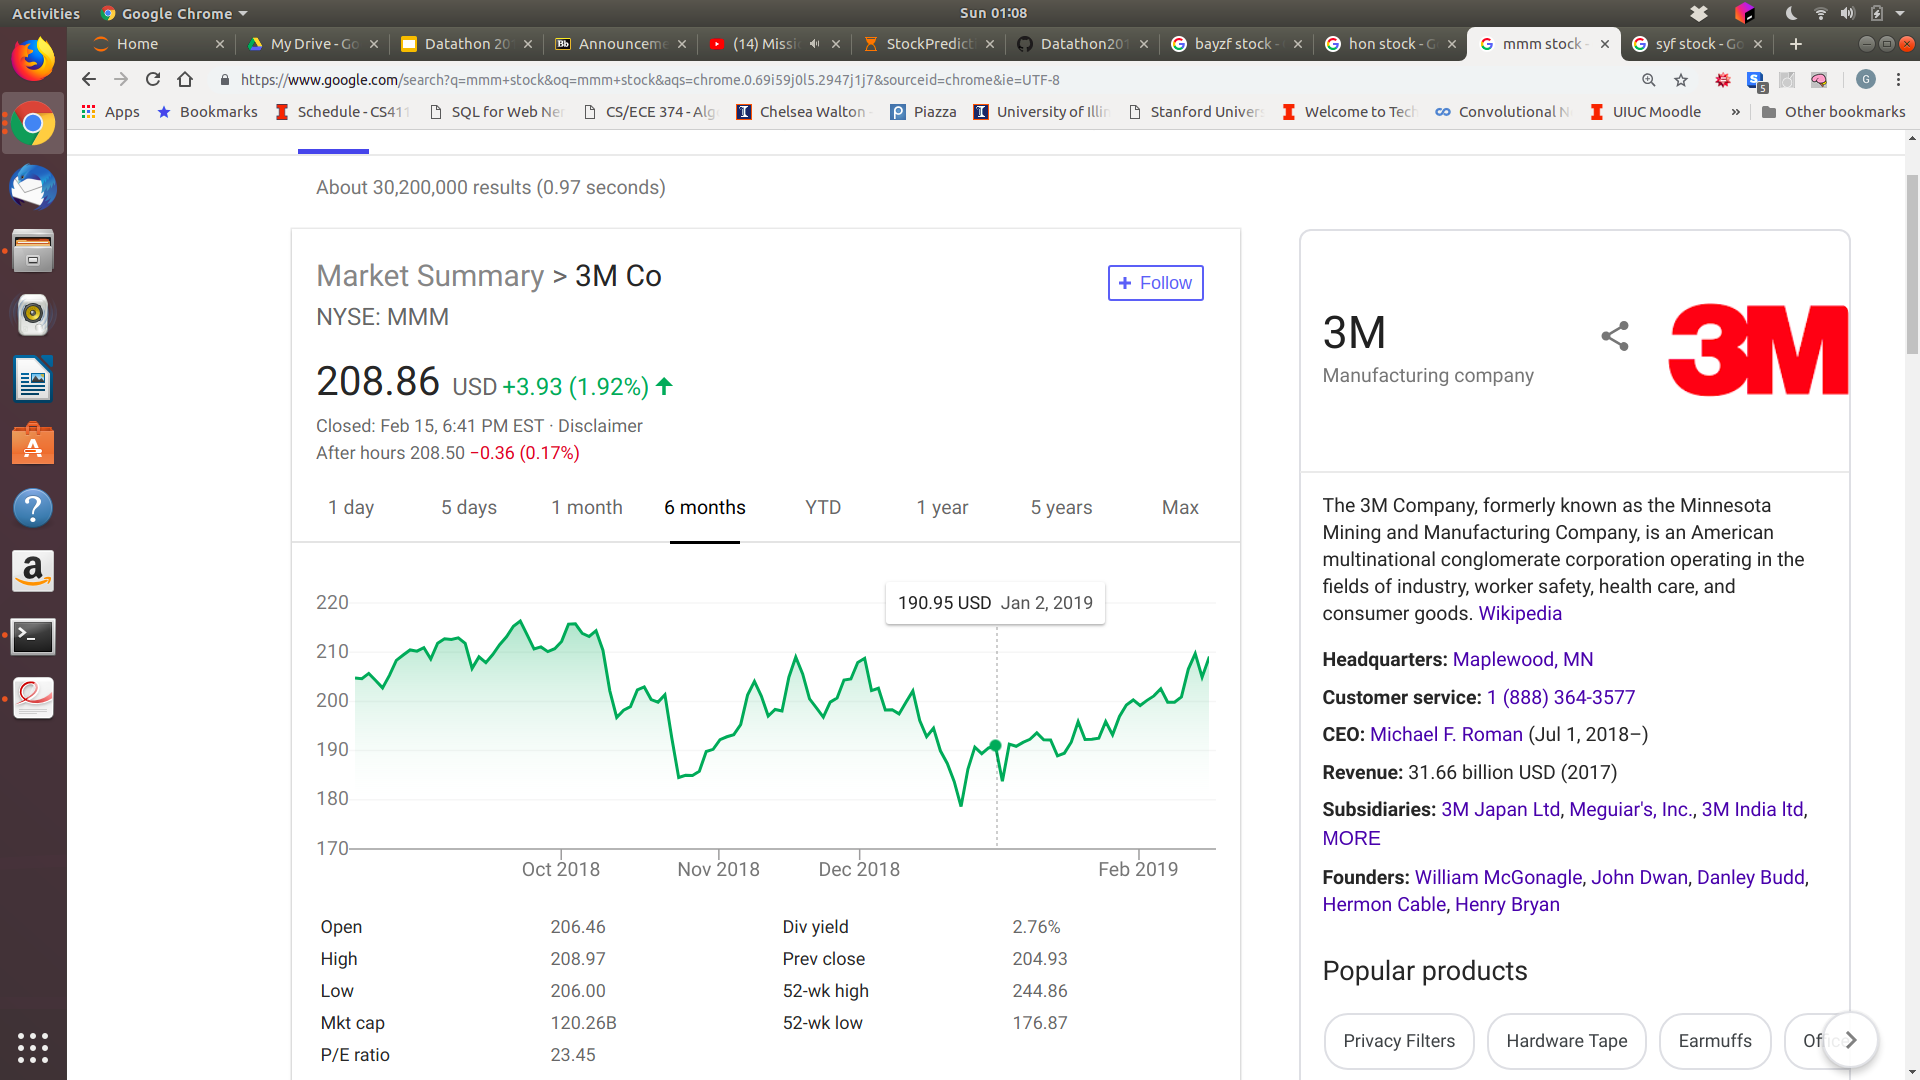 Activities
Google Chrome
Sun 01:08
Home
My Drive - Go
Datathon 20
Announceme
(14) Missi
StockPredict
Datathon201
bayzf stock -
hon stock - G
mmm stock -
syf stock - Go
https://www.google.com/search?q=mmm+stock&oq=mmm+stock&aqs=chrome.0.69i59j0l5.2947j1j7&sourceid=chrome&ie=UTF-8
5
G
Apps
Bookmarks
Schedule - CS411
SQL for Web Ner
CS/ECE 374 - Algo
Chelsea Walton
Piazza
University of Illin
Stanford Univers
Welcome to Tech
Convolutional N
UIUC Moodle
»
Other bookmarks
About 30,200,000 results (0.97 seconds)
Market Summary > 3M Co
NYSE: MMM
+ Follow
208.86 USD +3.93 (1.92%)
Closed: Feb 15, 6:41 PM EST · Disclaimer
After hours 208.50 −0.36 (0.17%)
1 day
5 days
1 month
6 months
YTD
1 year
5 years
Max
190.95 USD Jan 2, 2019
220
210
200
190
180
170
Oct 2018
Nov 2018
Dec 2018
Feb 2019
Open 206.46 Div yield 2.76%
High 208.97 Prev close 204.93
Low 206.00 52-wk high 244.86
Mkt cap 120.26B 52-wk low 176.87
P/E ratio 23.45
3M
Manufacturing company
3M
The 3M Company, formerly known as the Minnesota
Mining and Manufacturing Company, is an American
multinational conglomerate corporation operating in the
fields of industry, worker safety, health care, and
consumer goods. Wikipedia
Headquarters: Maplewood, MN
Customer service: 1 (888) 364-3577
CEO: Michael F. Roman (Jul 1, 2018–)
Revenue: 31.66 billion USD (2017)
Subsidiaries: 3M Japan Ltd, Meguiar's, Inc., 3M India ltd,
MORE
Founders: William McGonagle, John Dwan, Danley Budd,
Hermon Cable, Henry Bryan
Popular products
Privacy Filters
Hardware Tape
Earmuffs
Office